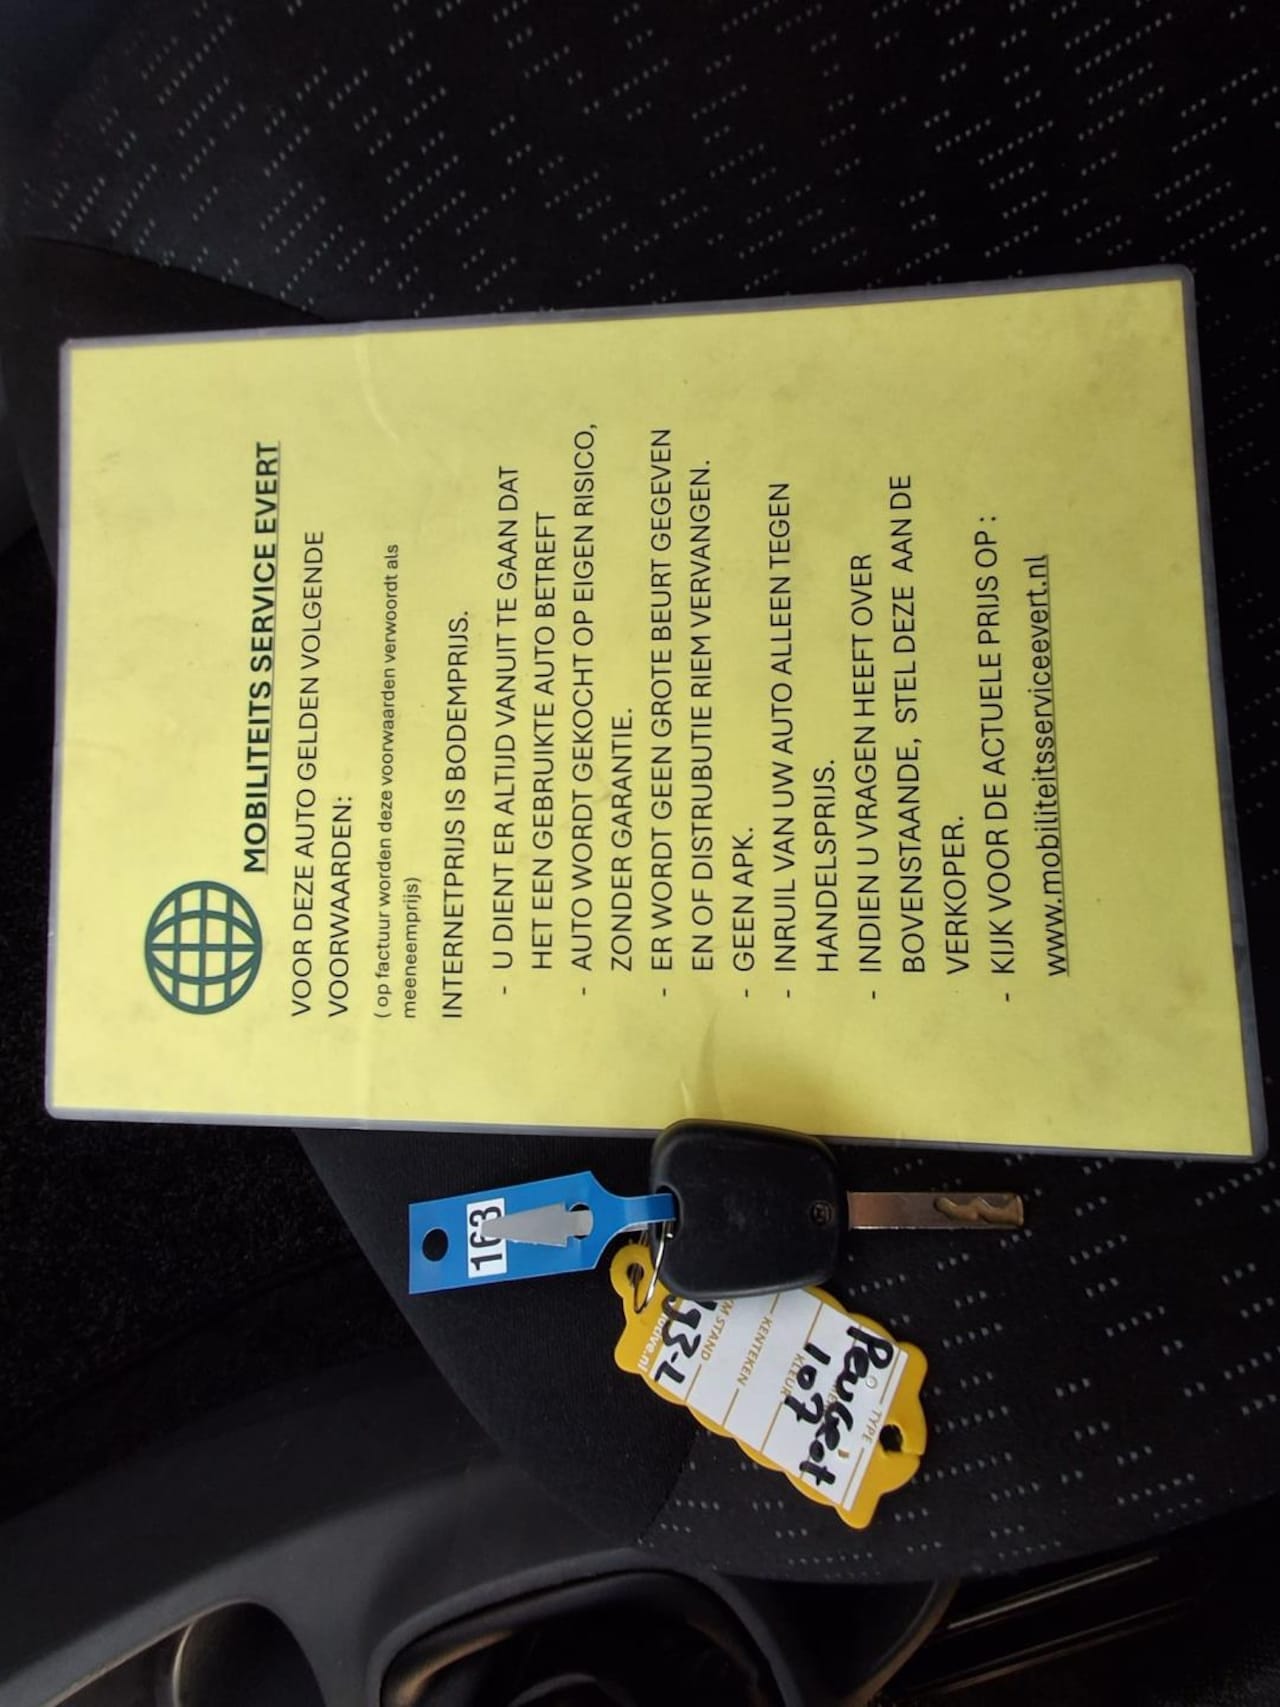 MOBILITEITS SERVICE EVERT
VOOR DEZE AUTO GELDEN VOLGENDE
VOORWAARDEN:
( op factuur worden deze voorwaarden verwoordt als
meeneemprijs)
INTERNETPRIJS IS BODEMPRIJS.
- U DIENT ER ALTIJD VANUIT TE GAAN DAT
HET EEN GEBRUIKTE AUTO BETREFT
- AUTO WORDT GEKOCHT OP EIGEN RISICO,
ZONDER GARANTIE.
- ER WORDT GEEN GROTE BEURT GEGEVEN
EN OF DISTRUBUTIE RIEM VERVANGEN.
- GEEN APK.
- INRUIL VAN UW AUTO ALLEEN TEGEN
HANDELSPRIJS.
- INDIEN U VRAGEN HEEFT OVER
BOVENSTAANDE, STEL DEZE AAN DE
VERKOPER.
- KIJK VOOR DE ACTUELE PRIJS OP :
www.mobiliteitsserviceevert.nl
163
TYPE
Peugeot
107
KLEUR
KENTEKEN
STAND